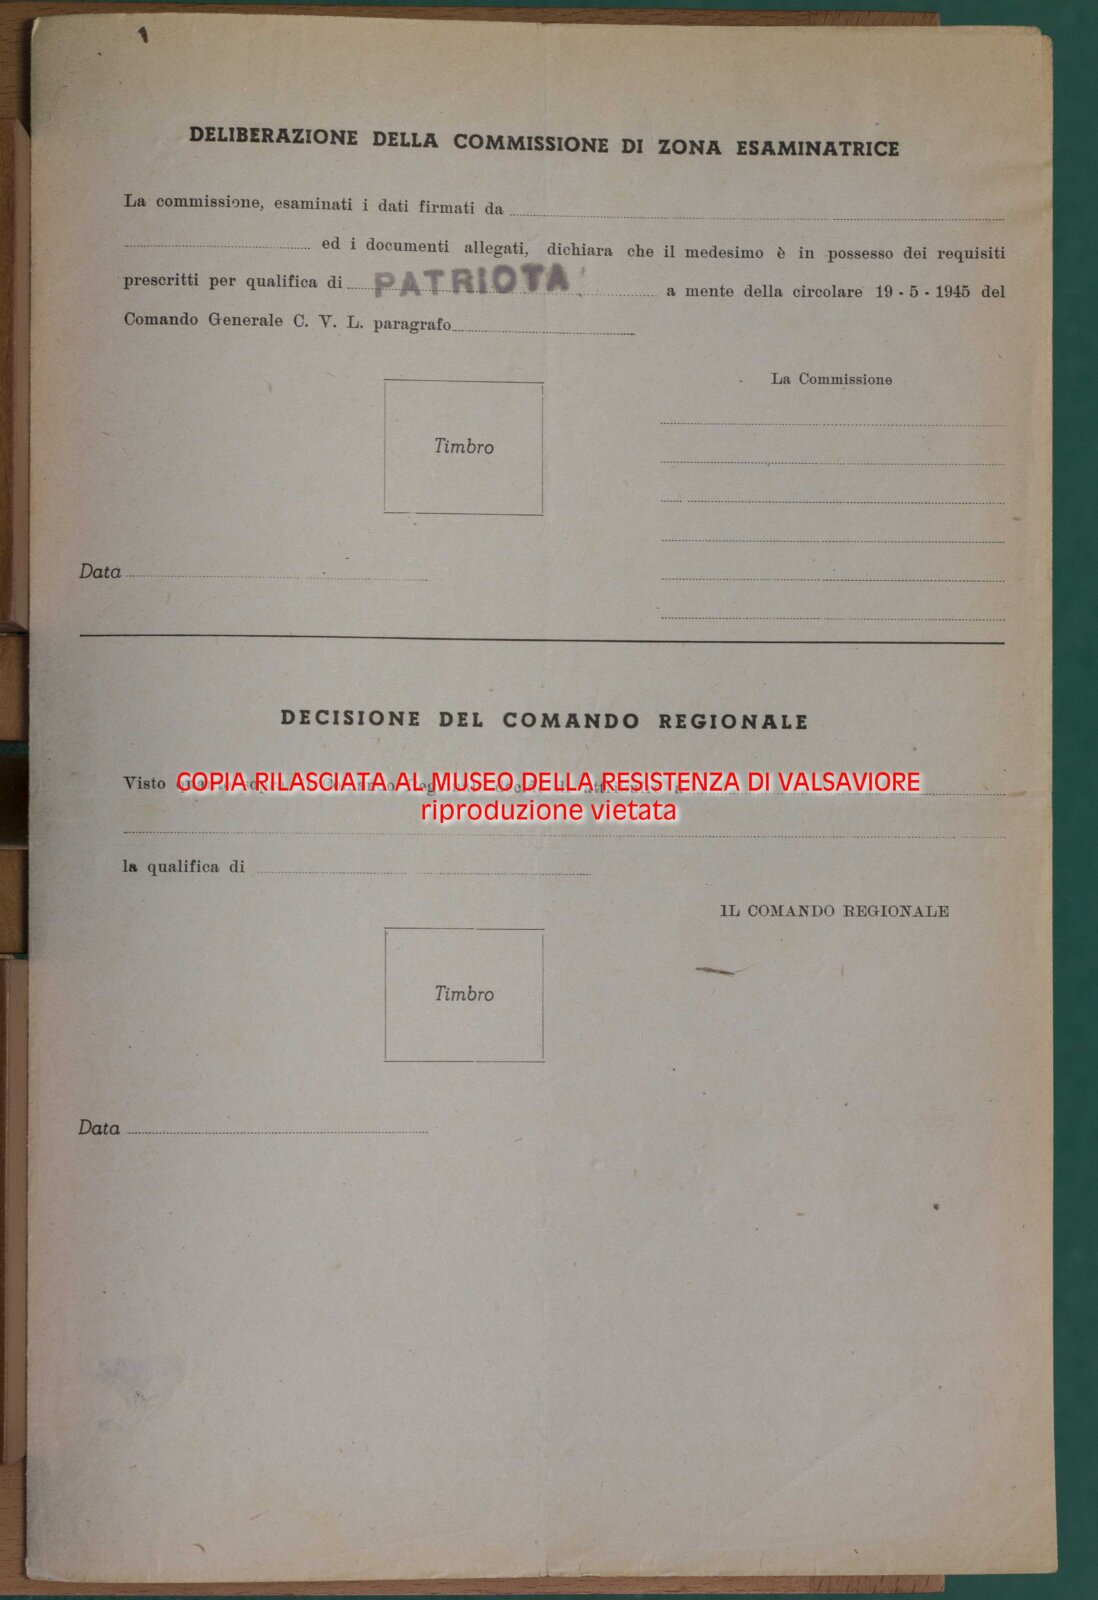 DELIBERAZIONE DELLA COMMISSIONE DI ZONA ESAMINATRICE
La commissione, esaminati i dati firmati da
ed i documenti allegati, dichiara che il medesimo è in possesso dei requisiti
prescritti per qualifica di PATRIOTA a mente della circolare 19 - 5 - 1945 del
Comando Generale C. V. L. paragrafo
La Commissione
Timbro
Data
DECISIONE DEL COMANDO REGIONALE
Visto
COPIA RILASCIATA AL MUSEO DELLA RESISTENZA DI VALSAVIORE
riproduzione vietata
la qualifica di
IL COMANDO REGIONALE
Timbro
Data